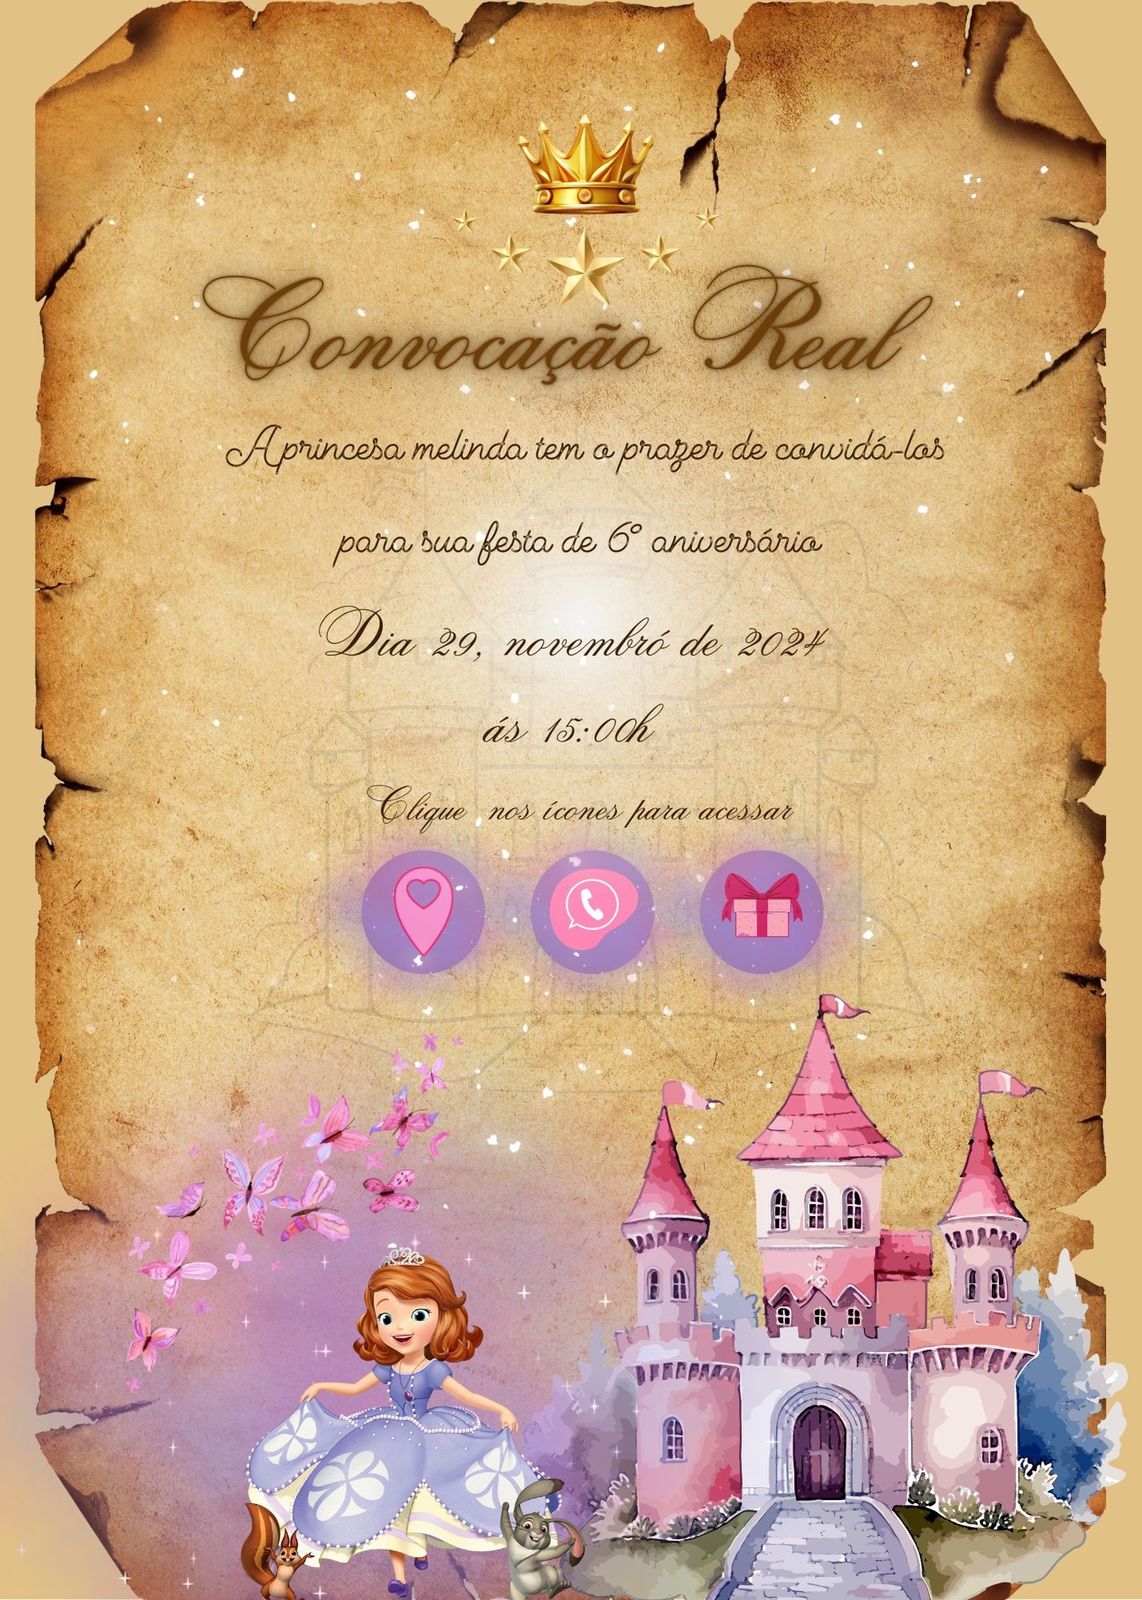 Convocação Real
A princesa melinda tem o prazer de convidá-los
para sua festa de 6° aniversário
Dia 29, novembró de 2024
ás 15:00h
Clique nos ícones para acessar